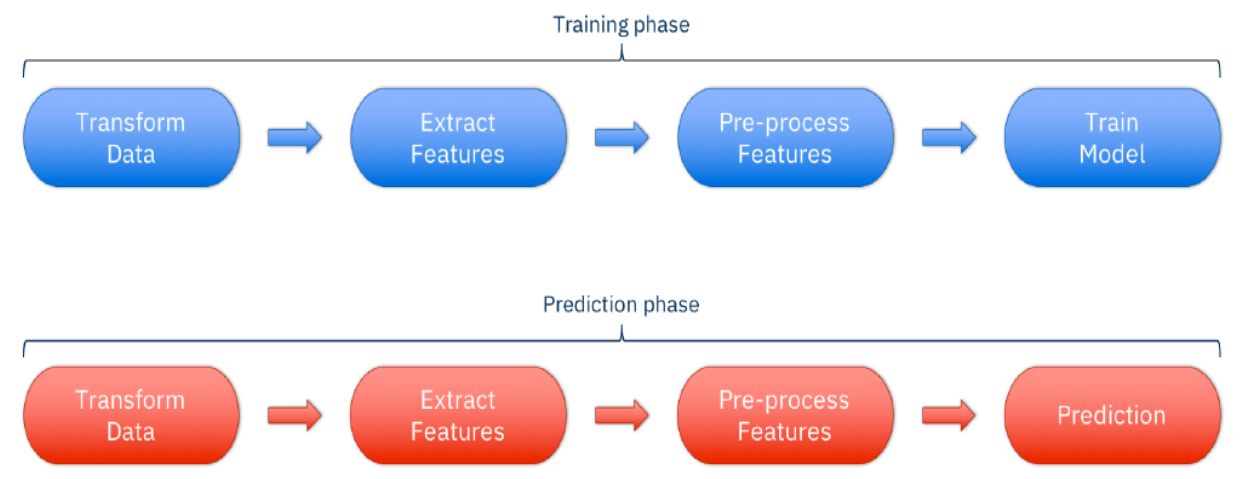 Training phase
Transform
Data
Extract
Features
Pre-process
Features
Train
Model
Prediction phase
Transform
Data
Extract
Features
Pre-process
Features
Prediction